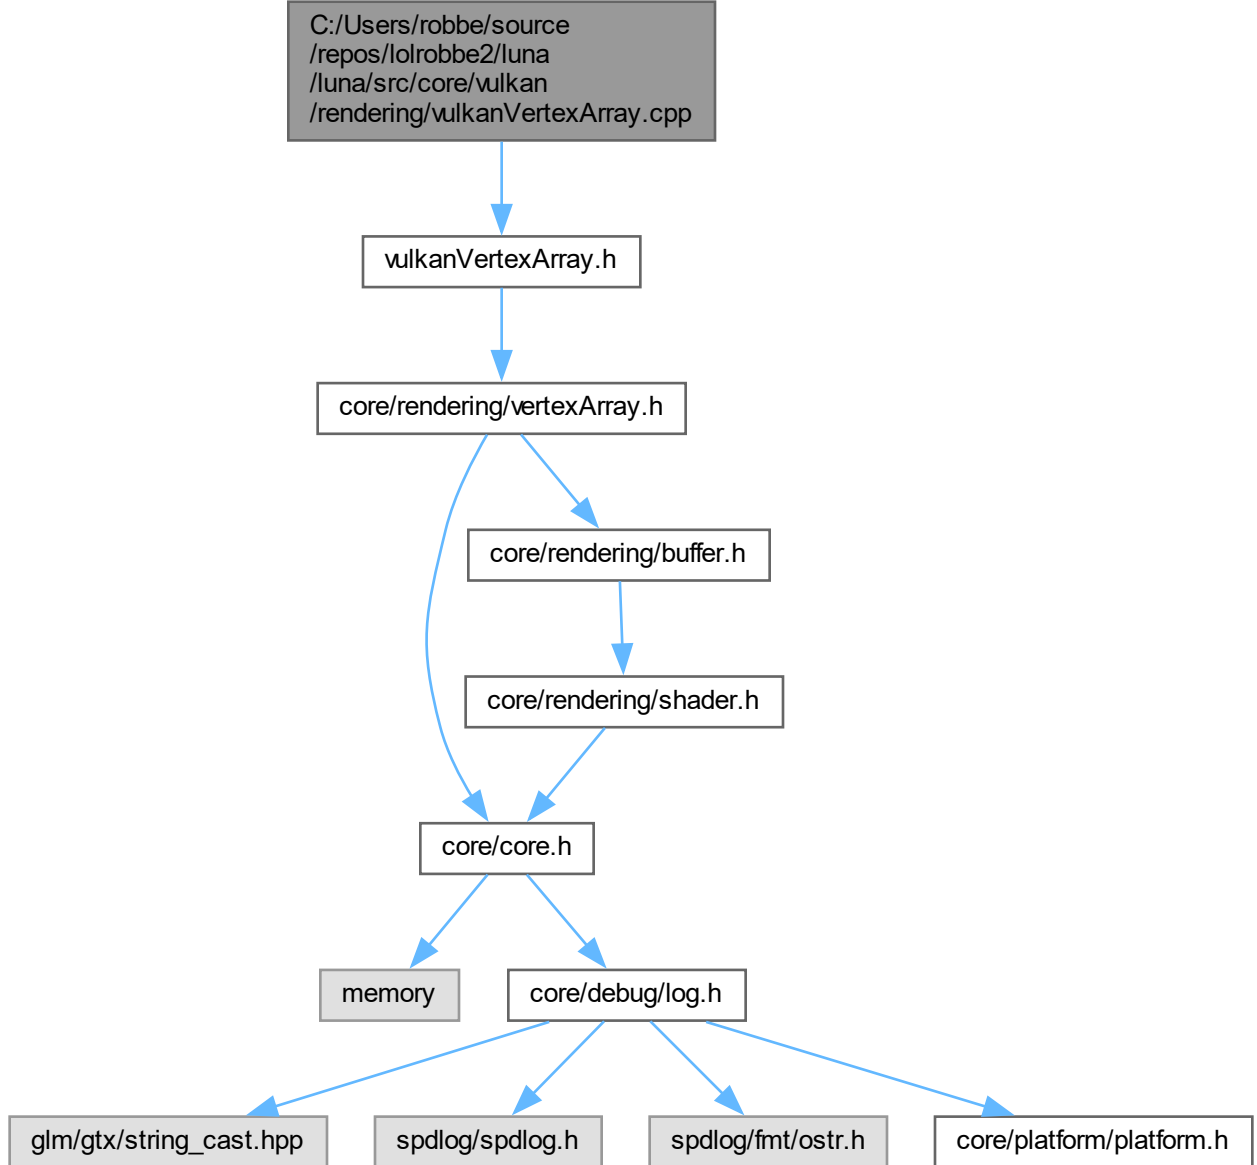 C:/Users/robbe/source
/repos/lolrobbe2/luna
/luna/src/core/vulkan
/rendering/vulkanVertexArray.cpp
vulkanVertexArray.h
core/rendering/vertexArray.h
core/rendering/buffer.h
core/rendering/shader.h
core/core.h
memory
core/debug/log.h
glm/gtx/string_cast.hpp
spdlog/spdlog.h
spdlog/fmt/ostr.h
core/platform/platform.h